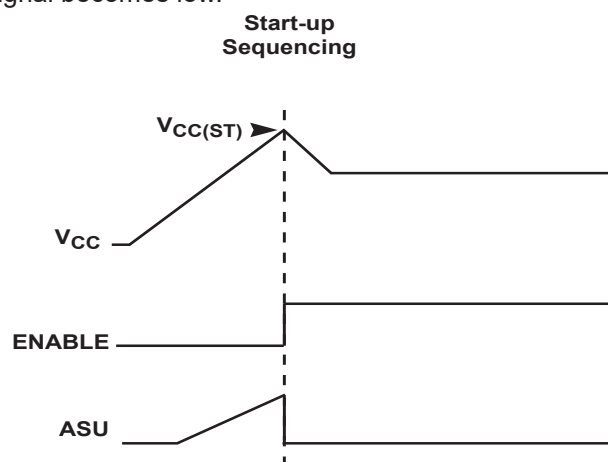 Start-up
Sequencing
VCC(ST)
VCC
ENABLE
ASU